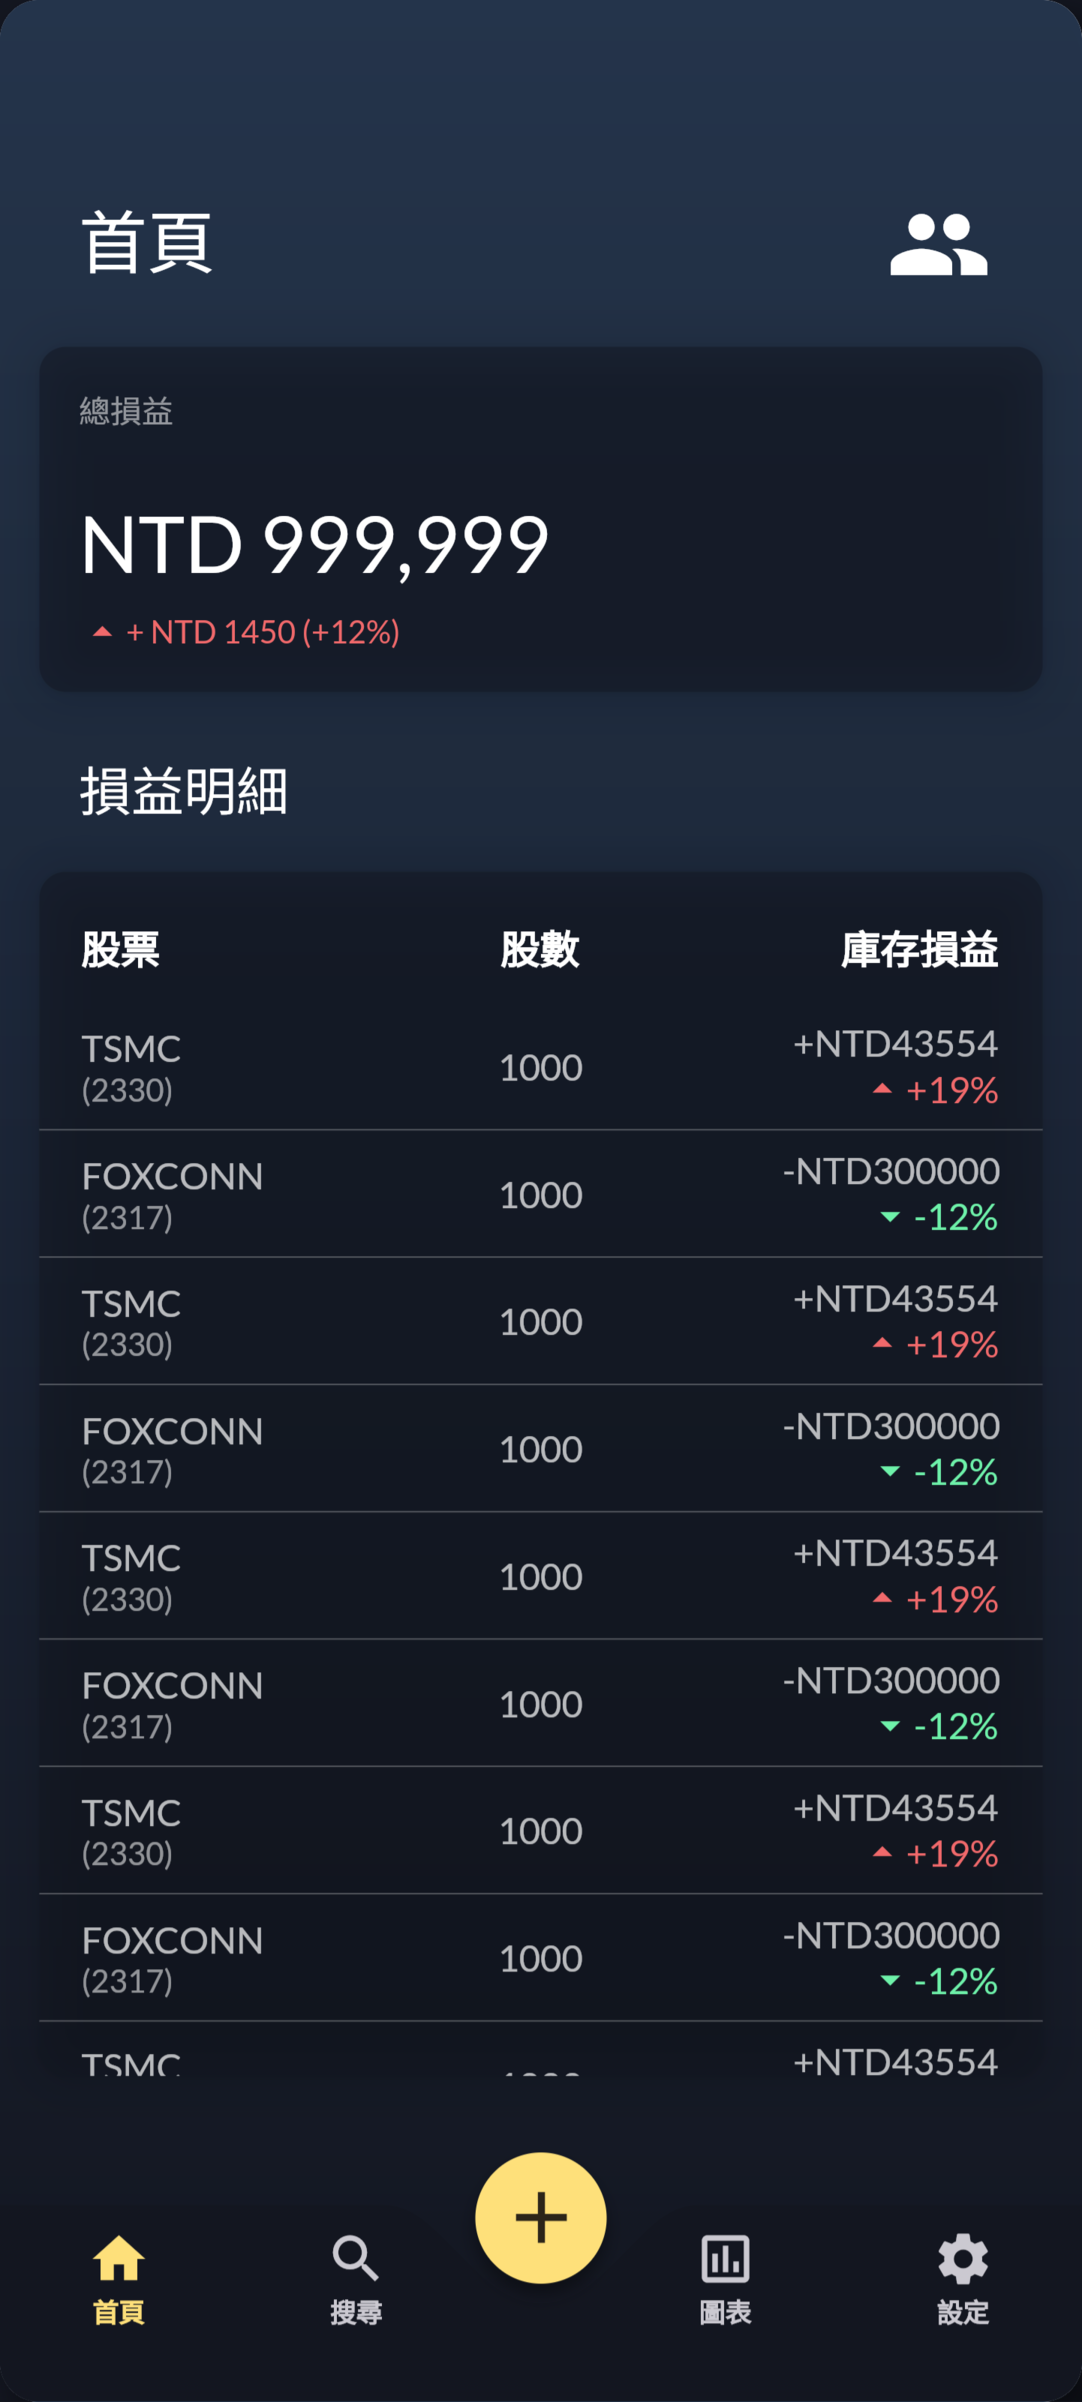 首頁
總損益
NTD 999,999
+ NTD 1450 (+12%)
損益明細
股票 股數 庫存損益
TSMC
(2330)
1000
+NTD43554
+19%
FOXCONN
(2317)
1000
-NTD300000
-12%
TSMC
(2330)
1000
+NTD43554
+19%
FOXCONN
(2317)
1000
-NTD300000
-12%
TSMC
(2330)
1000
+NTD43554
+19%
FOXCONN
(2317)
1000
-NTD300000
-12%
TSMC
(2330)
1000
+NTD43554
+19%
FOXCONN
(2317)
1000
-NTD300000
-12%
TSMC
+NTD43554
首頁 搜尋 圖表 設定